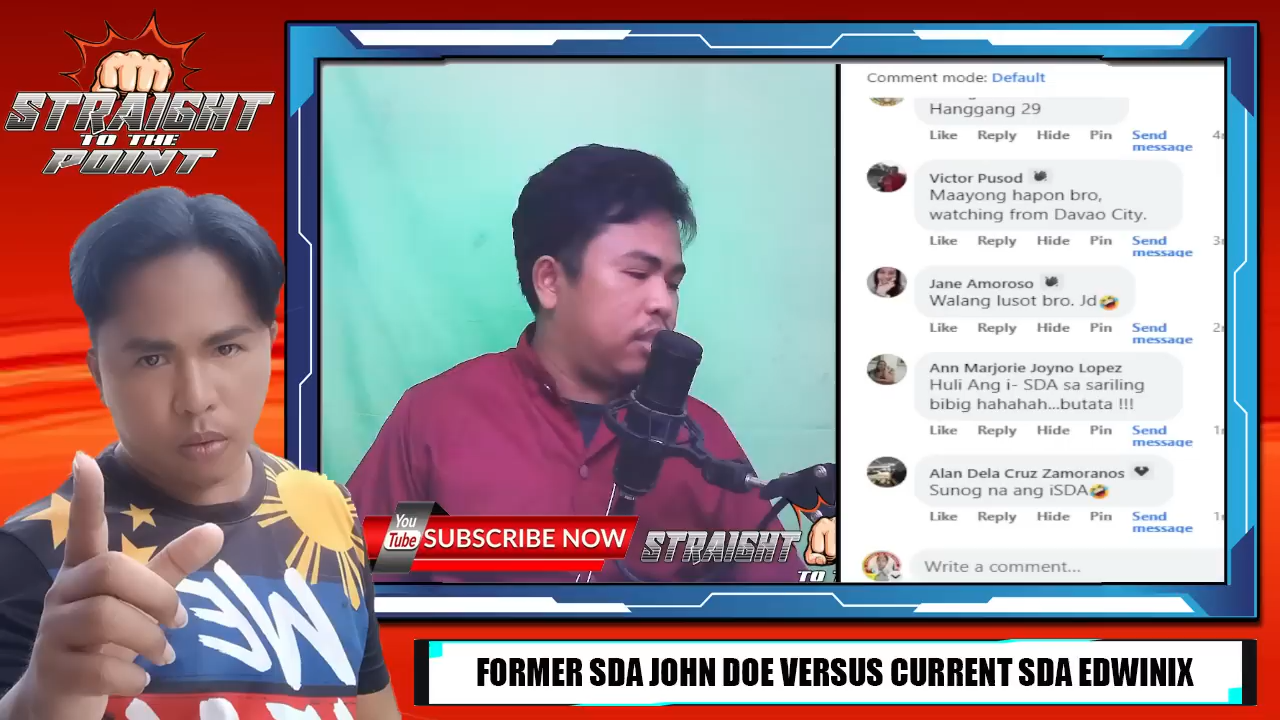 STRAIGHT
TO THE
POINT
Comment mode: Default
Hanggang 29
Like Reply Hide Pin Send message
Victor Pusod
Maayong hapon bro,
watching from Davao City.
Like Reply Hide Pin Send message
Jane Amoroso
Walang lusot bro. Jd🤣
Like Reply Hide Pin Send message
Ann Marjorie Joyno Lopez
Huli Ang i- SDA sa sariling
bibig hahahah...butata !!!
Like Reply Hide Pin Send message
Alan Dela Cruz Zamoranos
Sunog na ang iSDA🤣
Like Reply Hide Pin Send message
Write a comment...
You
Tube
SUBSCRIBE NOW
STRAIGHT
TO
FORMER SDA JOHN DOE VERSUS CURRENT SDA EDWINIX